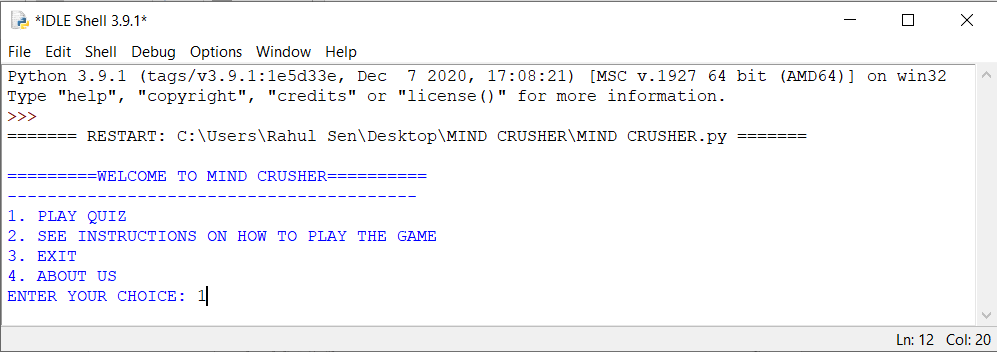 *IDLE Shell 3.9.1*
File Edit Shell Debug Options Window Help
Python 3.9.1 (tags/v3.9.1:1e5d33e, Dec  7 2020, 17:08:21) [MSC v.1927 64 bit (AMD64)] on win32
Type "help", "copyright", "credits" or "license()" for more information.
>>>
======= RESTART: C:\Users\Rahul Sen\Desktop\MIND CRUSHER\MIND CRUSHER.py =======
=========WELCOME TO MIND CRUSHER==========
-----------------------------------------
1. PLAY QUIZ
2. SEE INSTRUCTIONS ON HOW TO PLAY THE GAME
3. EXIT
4. ABOUT US
ENTER YOUR CHOICE: 1
Ln: 12 Col: 20